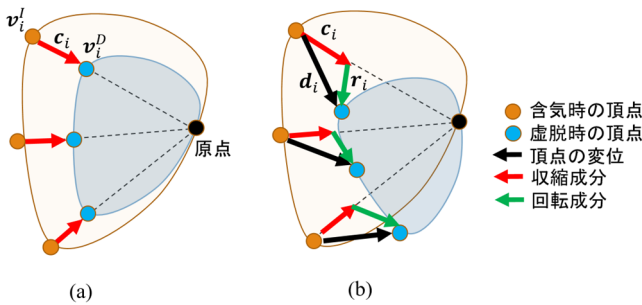 (a)
v_i^I
c_i
v_i^D
原点
(b)
c_i
d_i
r_i
含気時の頂点
虚脱時の頂点
頂点の変位
収縮成分
回転成分